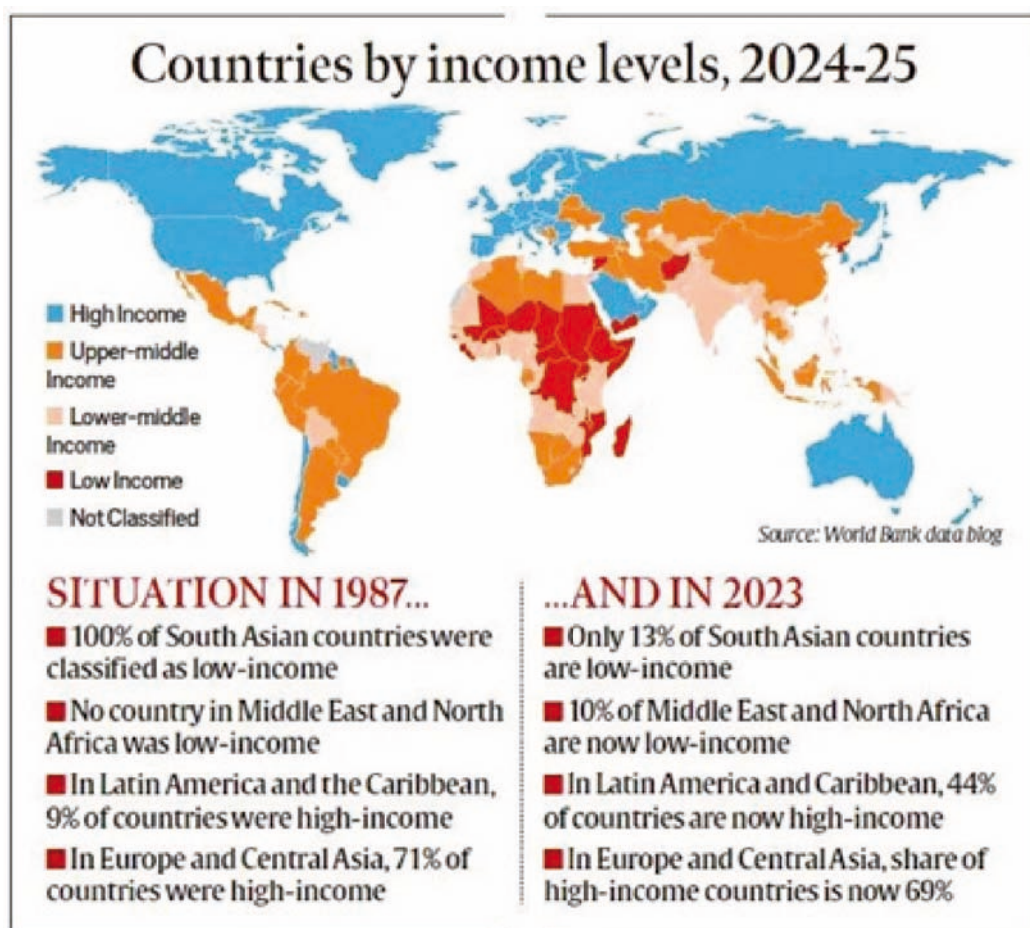 Countries by income levels, 2024-25
High Income
Upper-middle
Income
Lower-middle
Income
Low Income
Not Classified
Source: World Bank data blog
SITUATION IN 1987...
100% of South Asian countries were
classified as low-income
No country in Middle East and North
Africa was low-income
In Latin America and the Caribbean,
9% of countries were high-income
In Europe and Central Asia, 71% of
countries were high-income
...AND IN 2023
Only 13% of South Asian countries
are low-income
10% of Middle East and North Africa
are now low-income
In Latin America and Caribbean, 44%
of countries are now high-income
In Europe and Central Asia, share of
high-income countries is now 69%